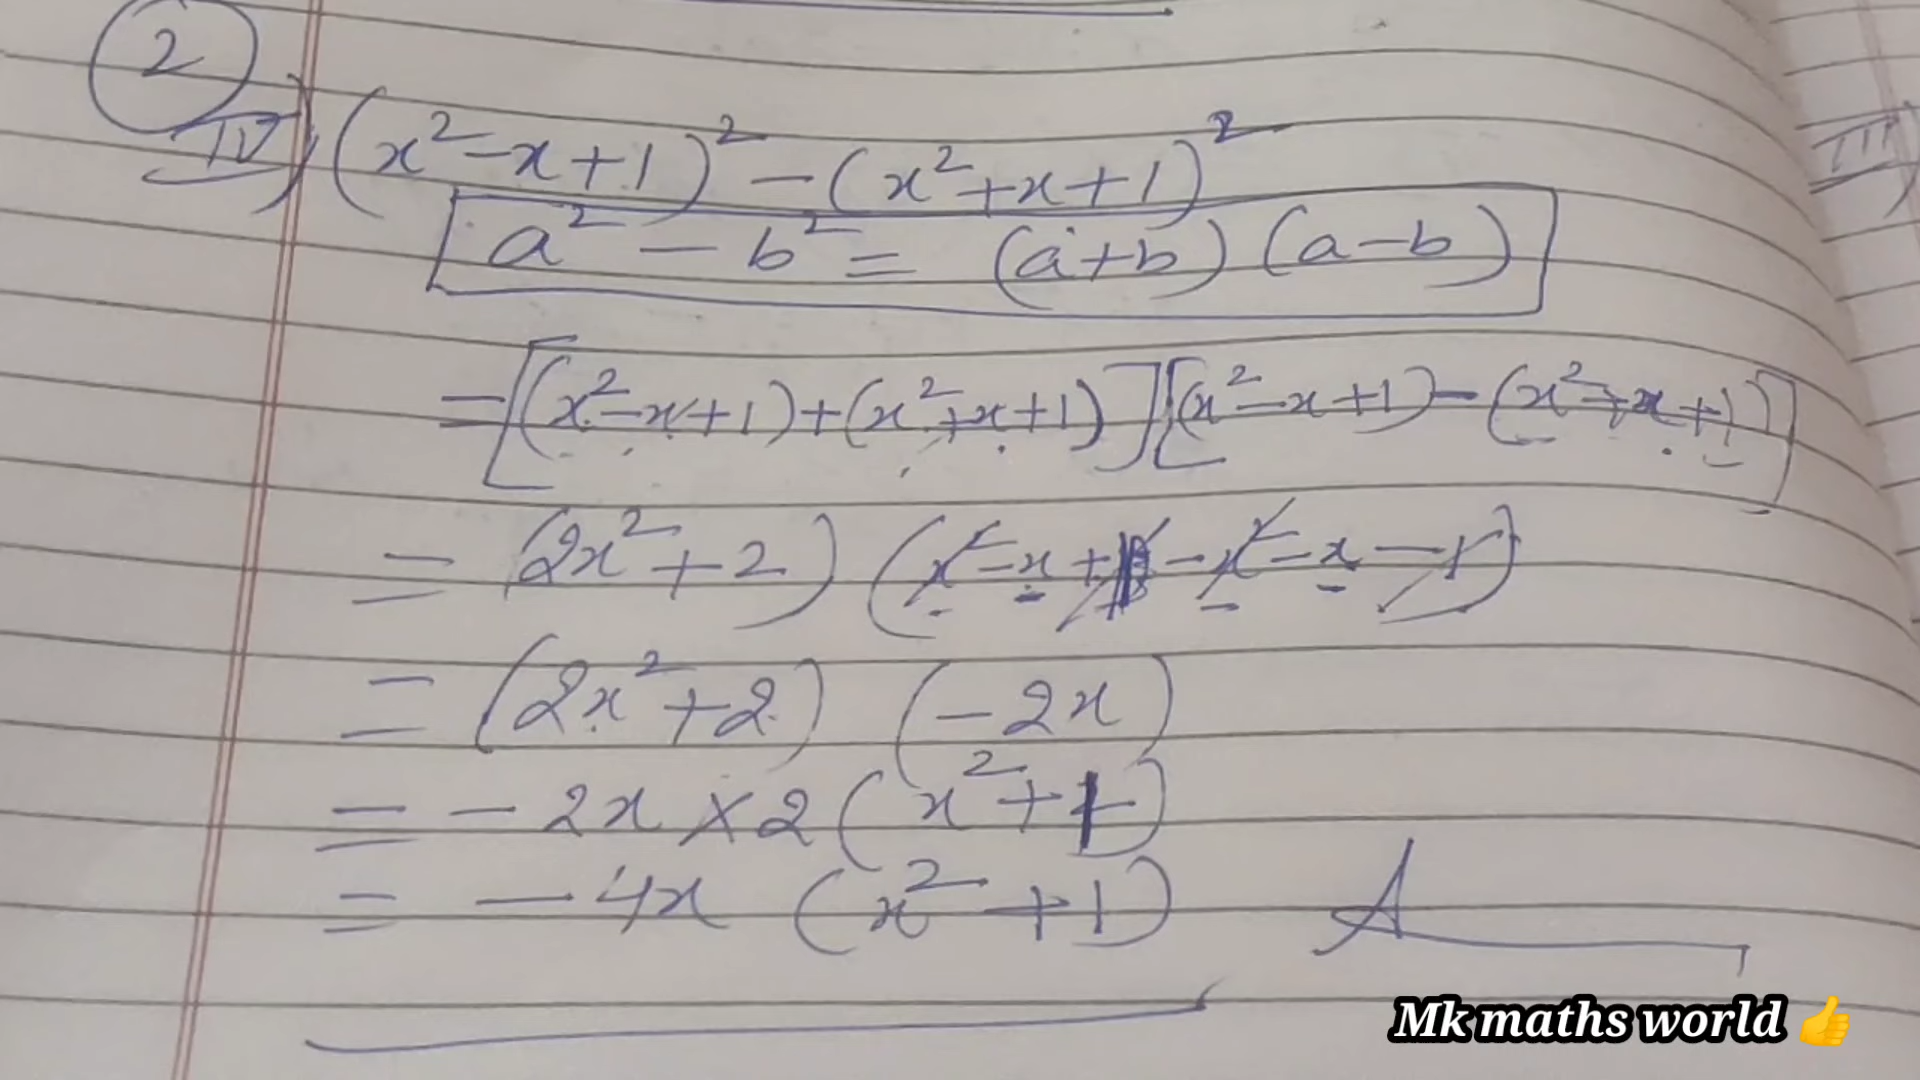 2
IV) (x²-x+1)² - (x²+x+1)²
a² - b² = (a+b) (a-b)
= [(x²-x+1)+(x²+x+1)] [(x²-x+1)-(x²+x+1)]
= (2x²+2) (x²-x+1-x²-x-1)
= (2x²+2) (-2x)
= -2x×2(x²+1)
= -4x (x²+1) A
III)
Mk maths world 👍